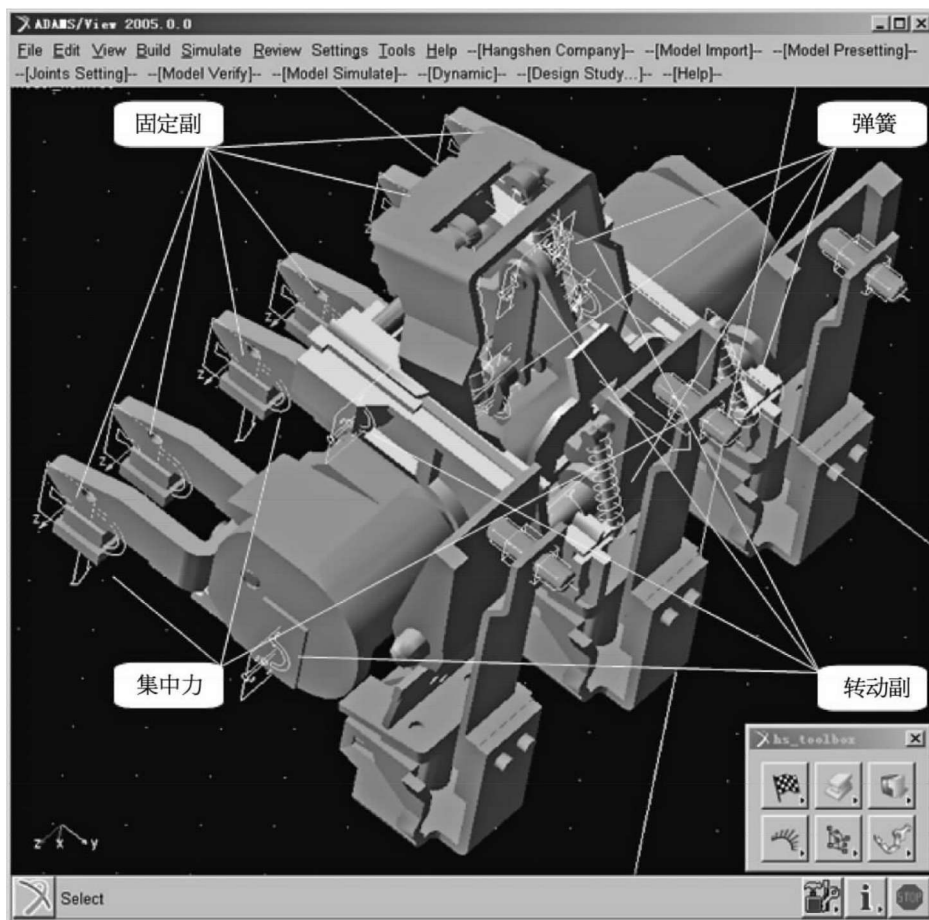 ADAMS/View 2005.0.0
File Edit View Build Simulate Review Settings Tools Help --[Hangshen Company]-- --[Model Import]-- --[Model Presetting]--
--[Joints Setting]-- --[Model Verify]-- --[Model Simulate]-- --[Dynamic]-- --[Design Study...]-- --[Help]--
固定副
弹簧
z
z
z
z
集中力
转动副
hs_toolbox
z x y
Select
i
STOP